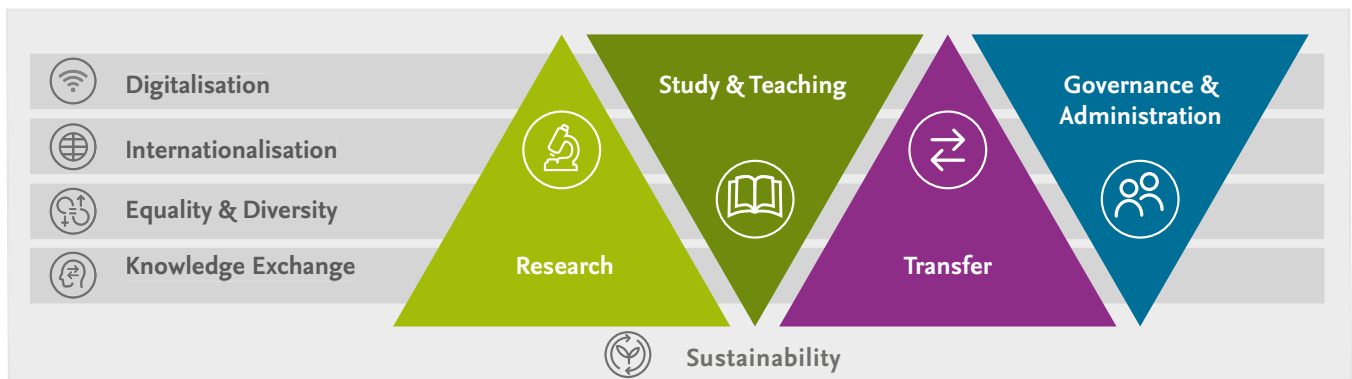 Digitalisation
Internationalisation
Equality & Diversity
Knowledge Exchange
Research
Study & Teaching
Transfer
Governance &
Administration
Sustainability